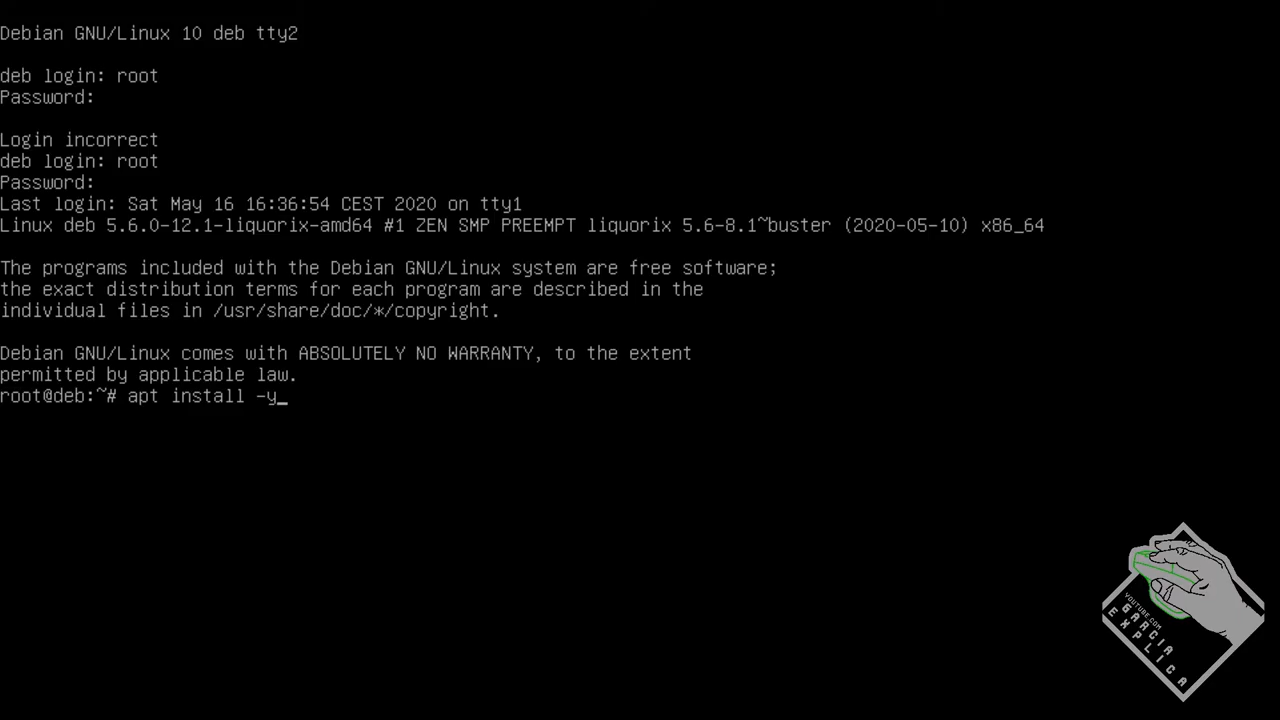 Debian GNU/Linux 10 deb tty2
deb login: root
Password:
Login incorrect
deb login: root
Password:
Last login: Sat May 16 16:36:54 CEST 2020 on tty1
Linux deb 5.6.0-12.1-liquorix-amd64 #1 ZEN SMP PREEMPT liquorix 5.6-8.1~buster (2020-05-10) x86_64
The programs included with the Debian GNU/Linux system are free software;
the exact distribution terms for each program are described in the
individual files in /usr/share/doc/*/copyright.
Debian GNU/Linux comes with ABSOLUTELY NO WARRANTY, to the extent
permitted by applicable law.
root@deb:~# apt install -y_
YOUTUBE.COM
GARCIA
EXPLICA